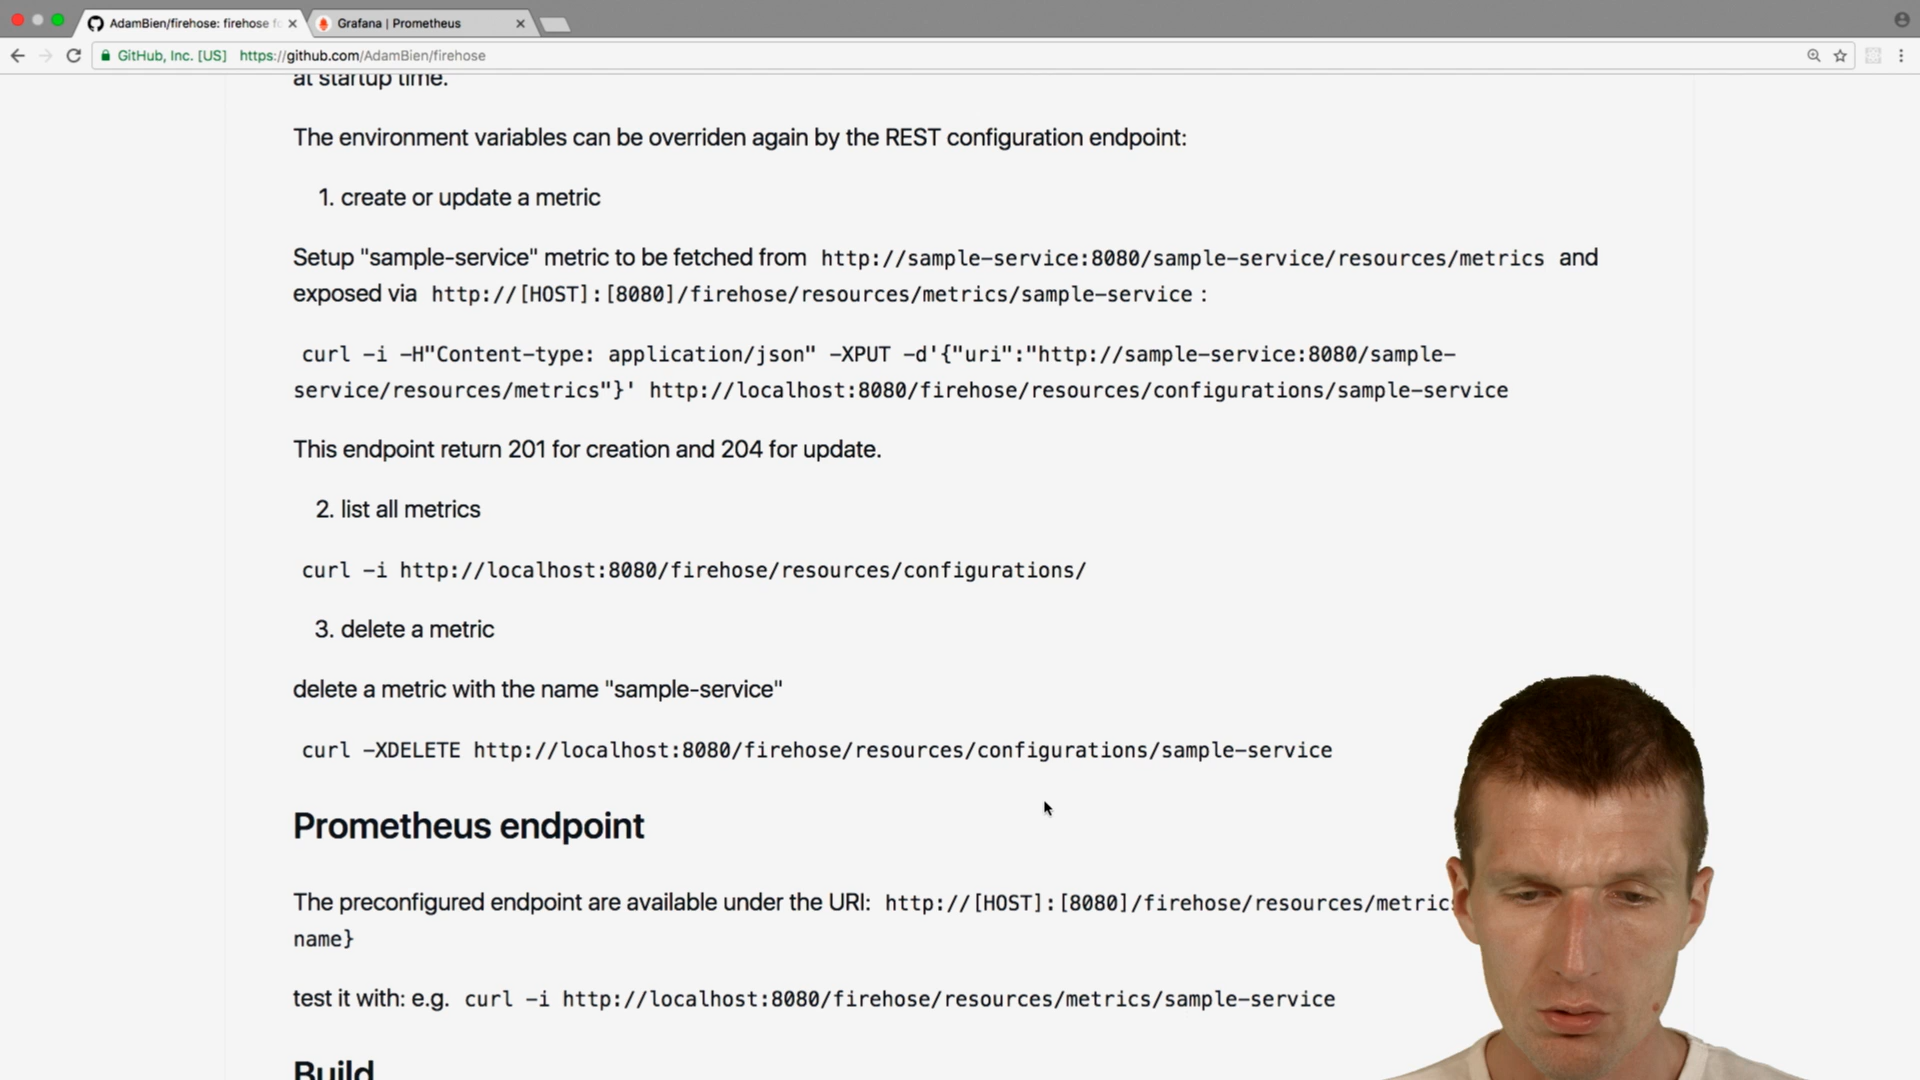 AdamBien/firehose: firehose fo
Grafana | Prometheus
GitHub, Inc. [US] https://github.com/AdamBien/firehose
at startup time.
The environment variables can be overriden again by the REST configuration endpoint:
1. create or update a metric
Setup "sample-service" metric to be fetched from http://sample-service:8080/sample-service/resources/metrics and
exposed via http://[HOST]:[8080]/firehose/resources/metrics/sample-service :
curl -i -H"Content-type: application/json" -XPUT -d'{"uri":"http://sample-service:8080/sample-
service/resources/metrics"}' http://localhost:8080/firehose/resources/configurations/sample-service
This endpoint return 201 for creation and 204 for update.
2. list all metrics
curl -i http://localhost:8080/firehose/resources/configurations/
3. delete a metric
delete a metric with the name "sample-service"
curl -XDELETE http://localhost:8080/firehose/resources/configurations/sample-service
Prometheus endpoint
The preconfigured endpoint are available under the URI: http://[HOST]:[8080]/firehose/resources/metrics
name}
test it with: e.g. curl -i http://localhost:8080/firehose/resources/metrics/sample-service
Build